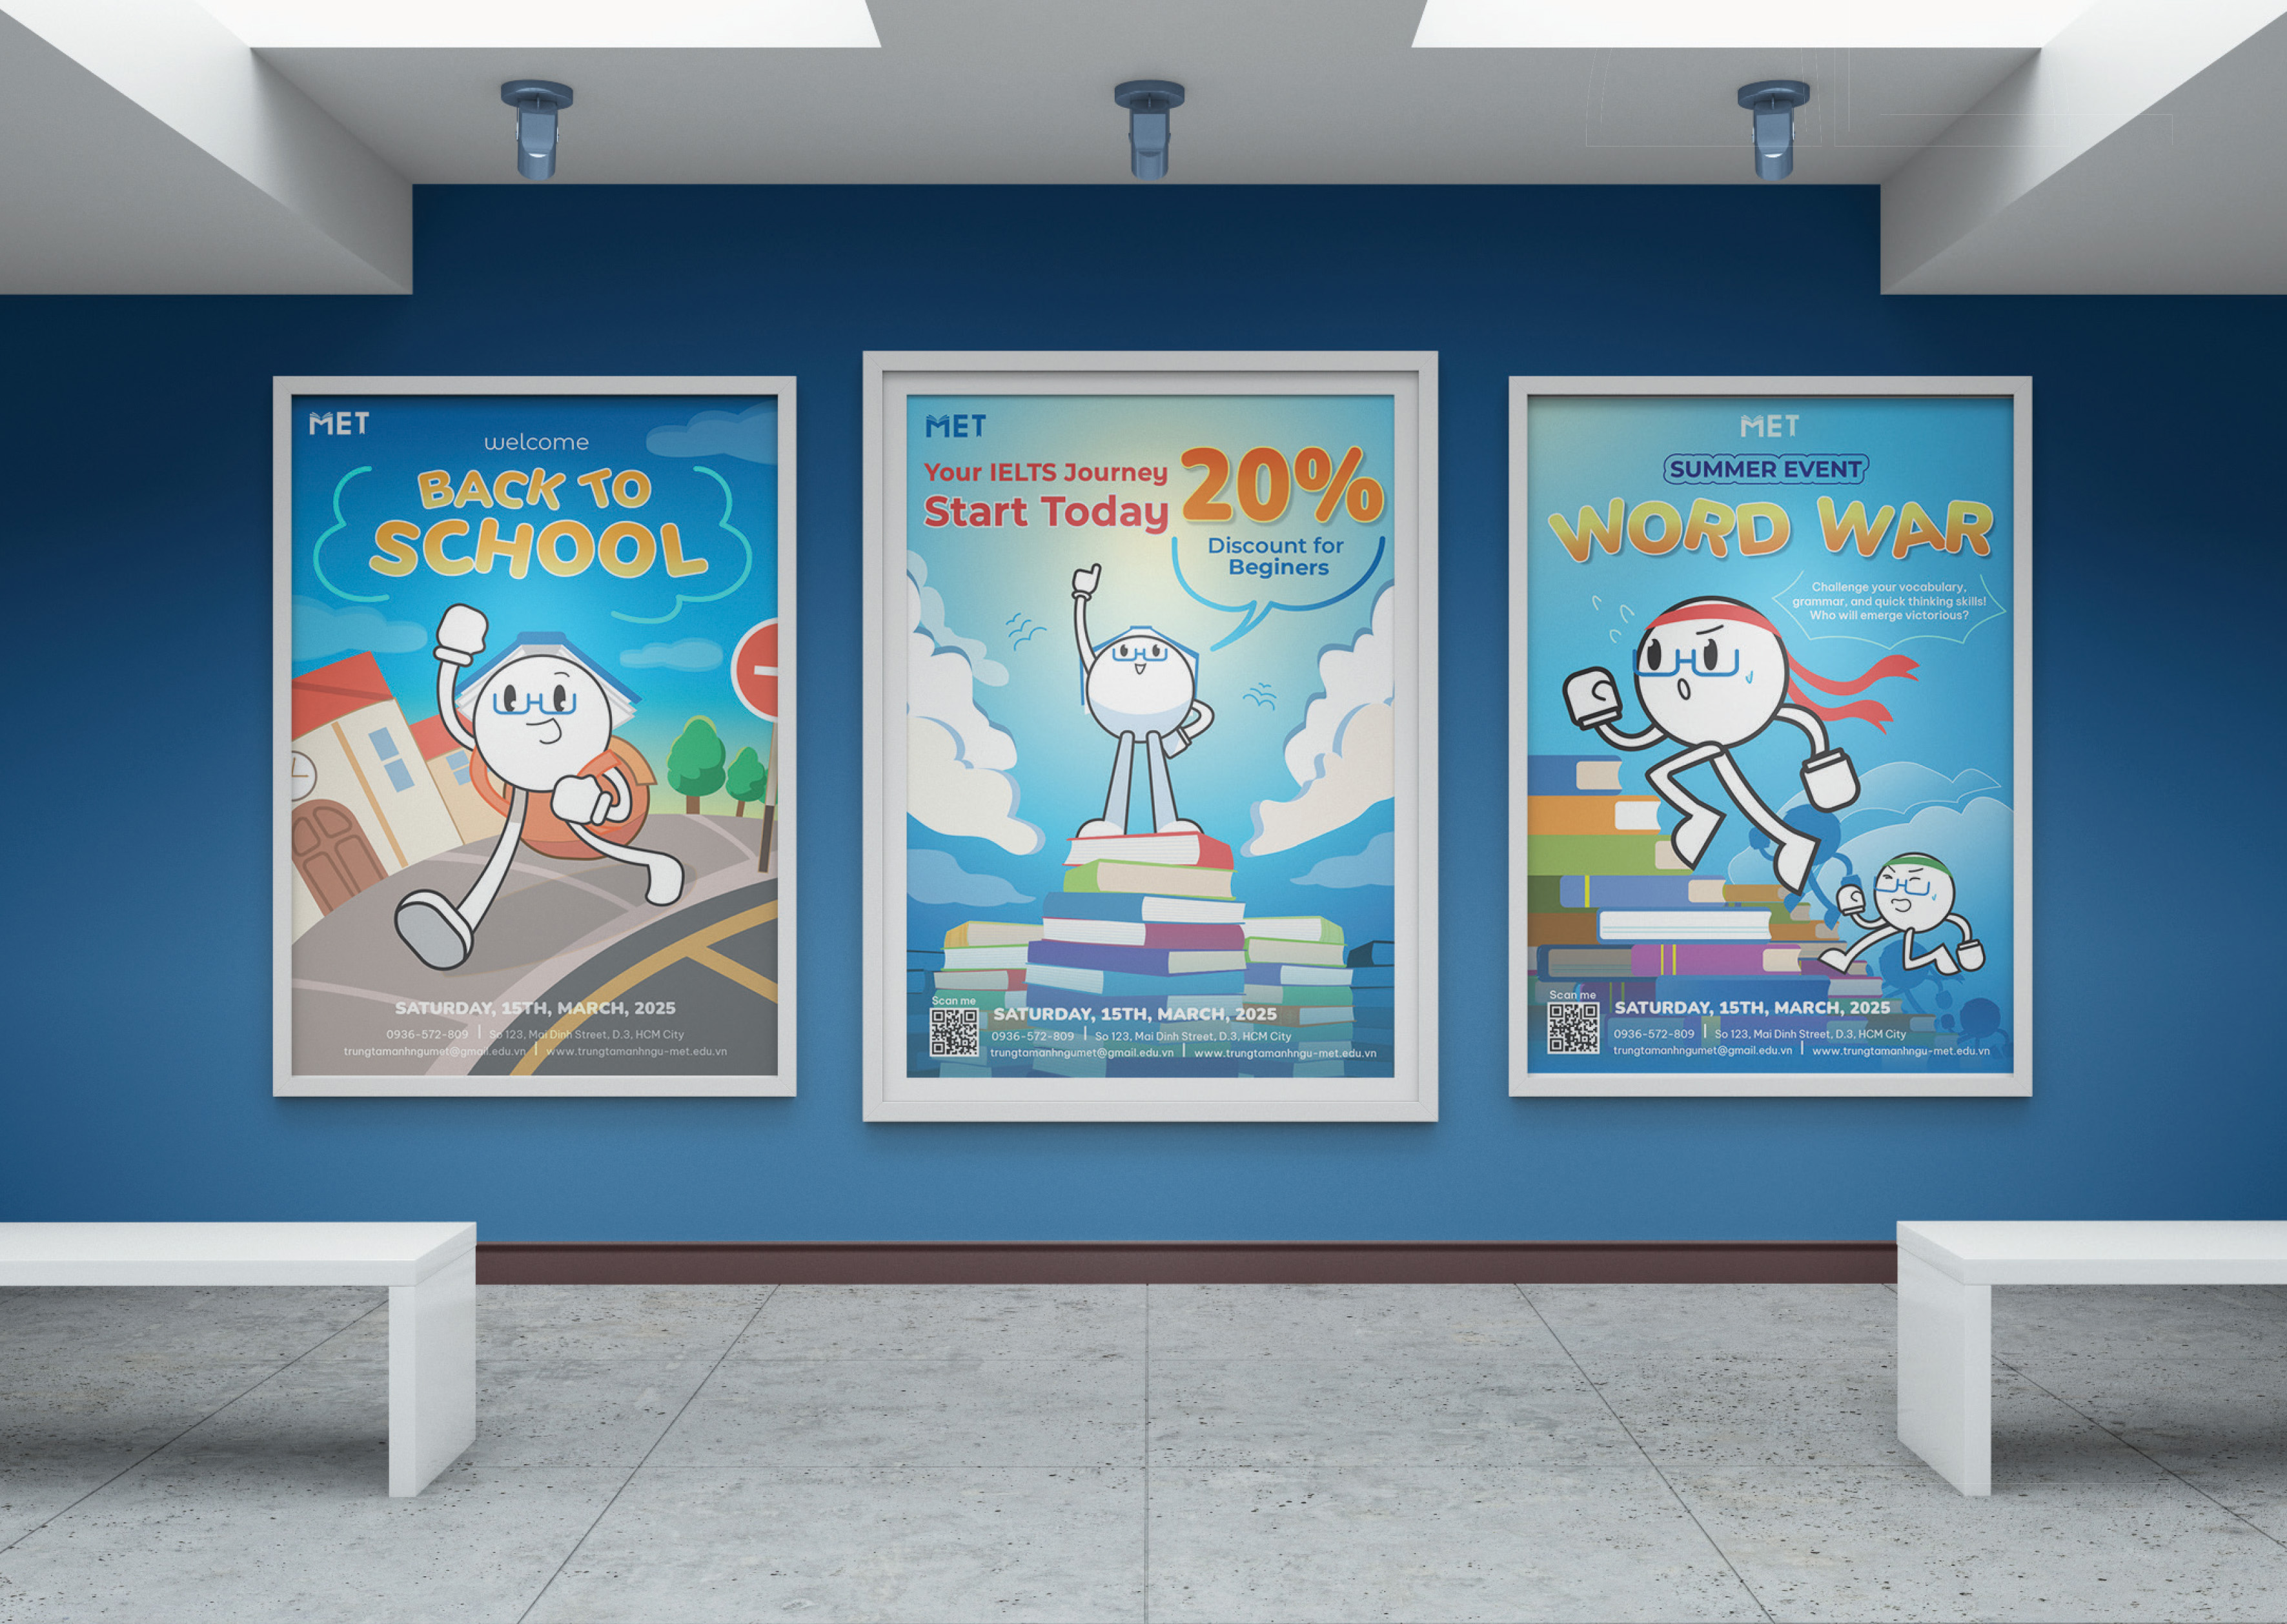 MET
welcome
BACK TO
SCHOOL
SATURDAY, 15TH, MARCH, 2025
0936-572-809 | So 123, Mai Dinh Street, D.3, HCM City
trungtamanhngumet@gmail.edu.vn | www.trungtamanhngu-met.edu.vn
MET
Your IELTS Journey
Start Today
20%
Discount for
Beginers
Scan me
SATURDAY, 15TH, MARCH, 2025
0936-572-809 | So 123, Mai Dinh Street, D.3, HCM City
trungtamanhngumet@gmail.edu.vn | www.trungtamanhngu-met.edu.vn
MET
SUMMER EVENT
WORD WAR
Challenge your vocabulary,
grammar, and quick thinking skills!
Who will emerge victorious?
Scan me
SATURDAY, 15TH, MARCH, 2025
0936-572-809 | So 123, Mai Dinh Street, D.3, HCM City
trungtamanhngumet@gmail.edu.vn | www.trungtamanhngu-met.edu.vn